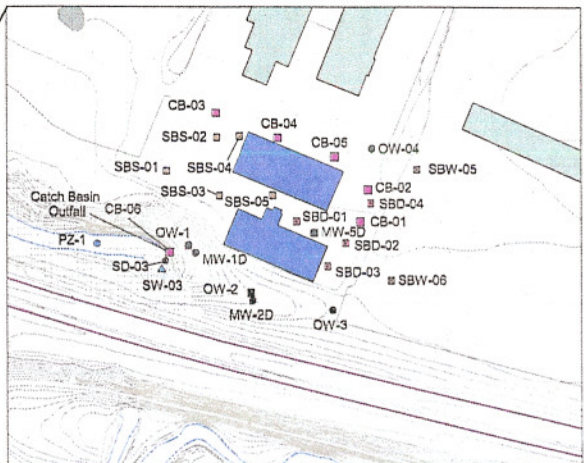 CB-03
CB-04
SBS-02
CB-05
OW-04
SBS-01
SBS-04
SBW-05
SBS-03
SBS-05
CB-02
SBD-04
Catch Basin
Outfall
CB-06
SBD-01
CB-01
PZ-1
OW-1
MW-5D
SBD-02
MW-1D
SD-03
SBD-03
SW-03
SBW-06
OW-2
MW-2D
OW-3